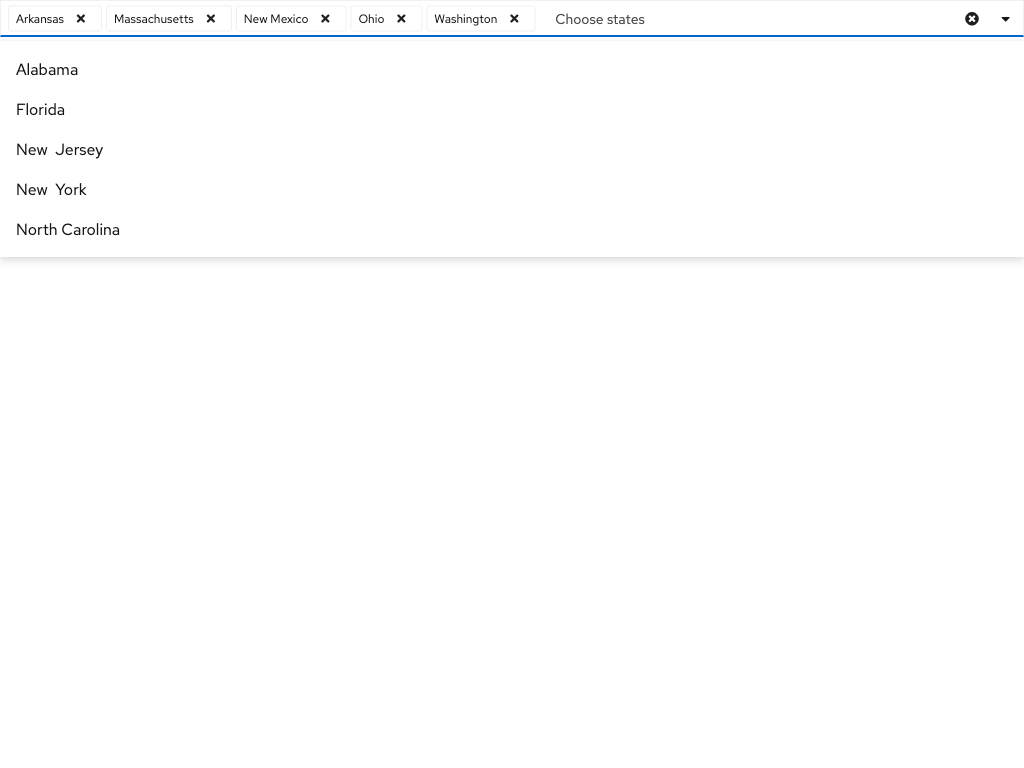 Arkansas Massachusetts New Mexico Ohio Washington Choose states
Alabama
Florida
New Jersey
New York
North Carolina